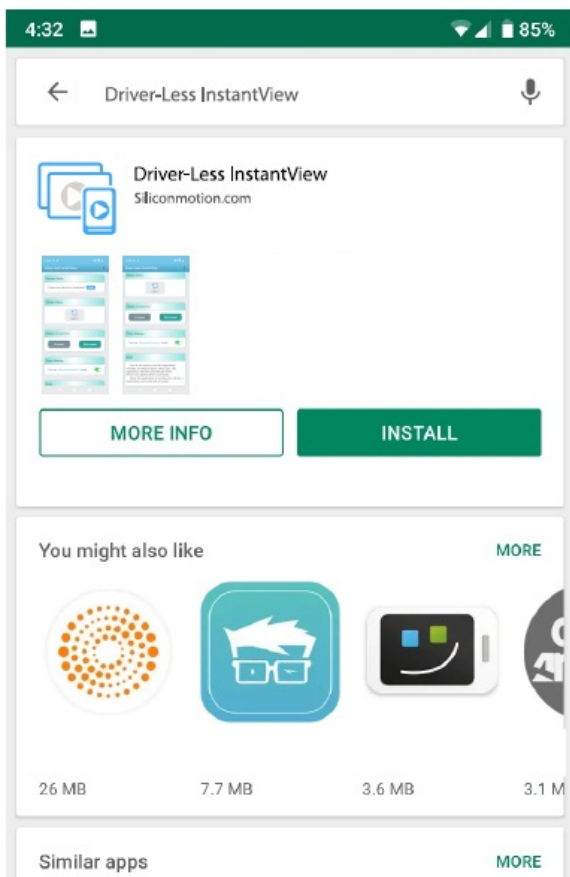 4:32 85%
Driver-Less InstantView
Driver-Less InstantView
Siliconmotion.com
MORE INFO INSTALL
You might also like MORE
26 MB 7.7 MB 3.6 MB 3.1 M
Similar apps MORE